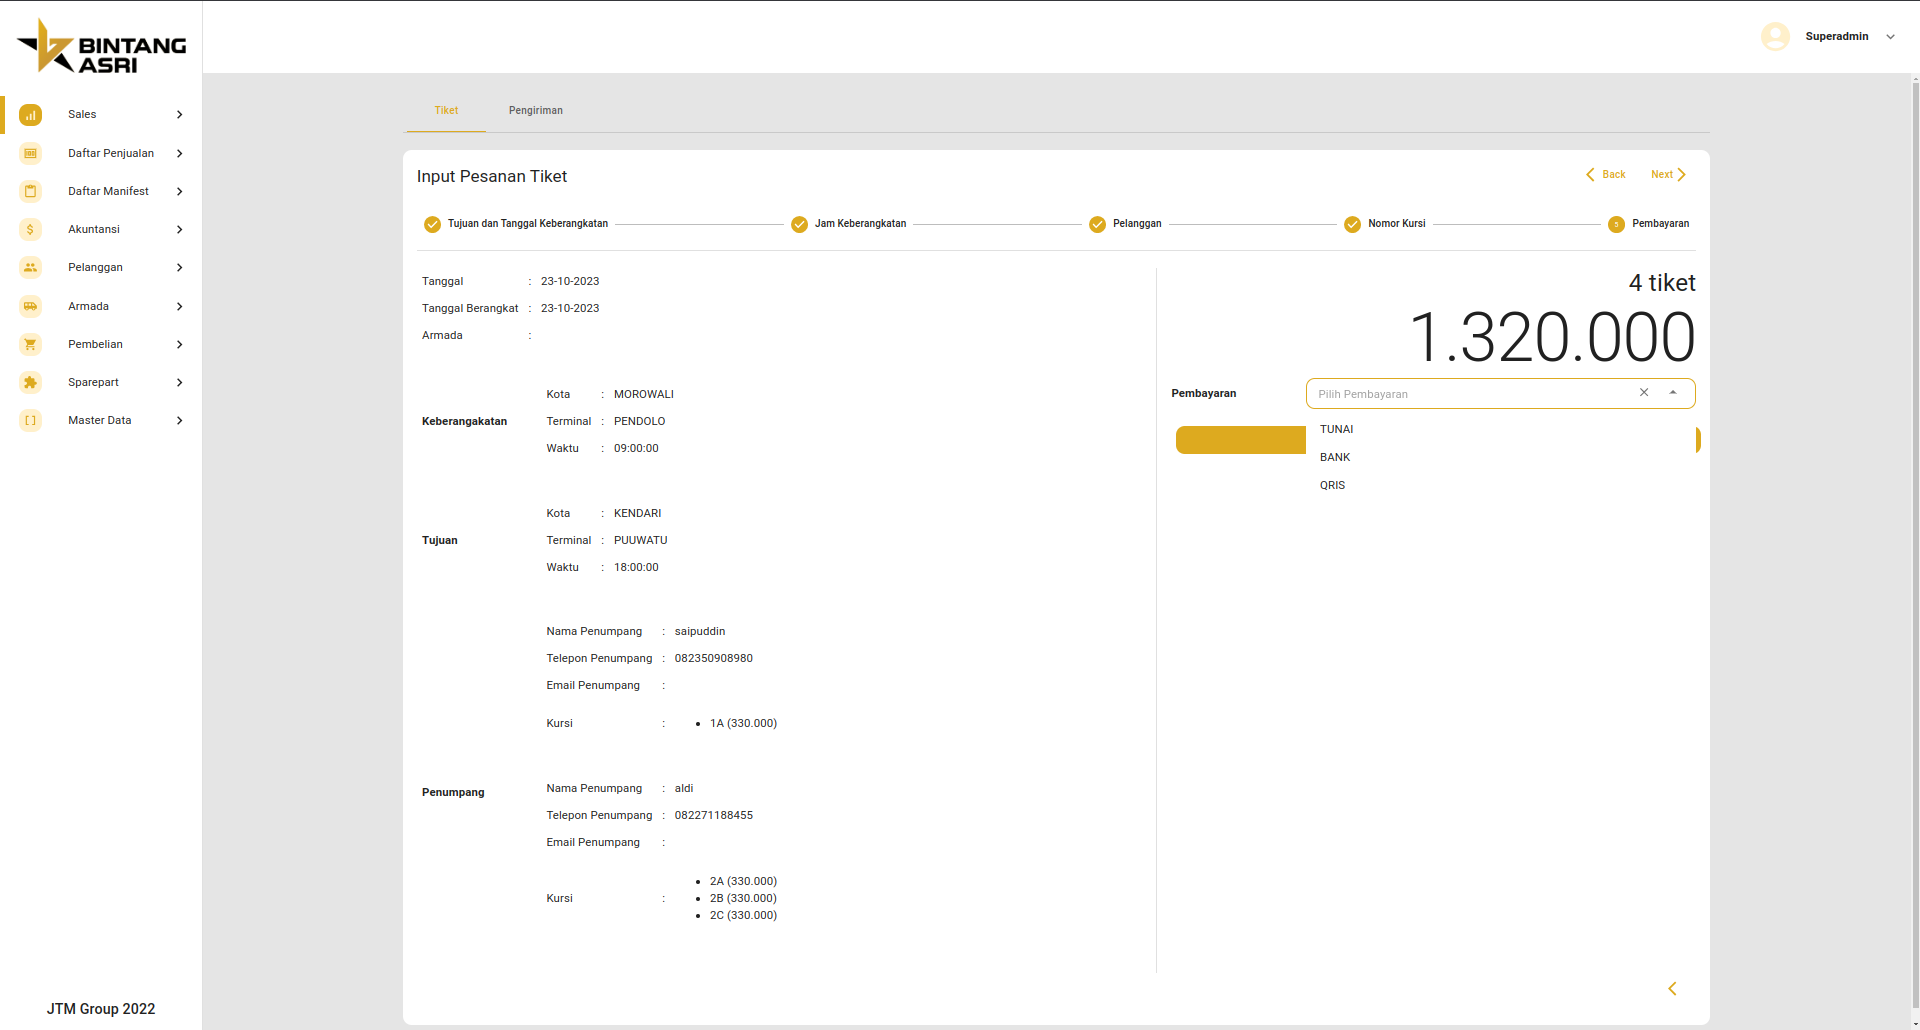 BINTANG
ASRI
Superadmin
Sales
Daftar Penjualan
Daftar Manifest
Akuntansi
Pelanggan
Armada
Pembelian
Sparepart
Master Data
JTM Group 2022
Tiket
Pengiriman
Input Pesanan Tiket
Back
Next
Tujuan dan Tanggal Keberangkatan
Jam Keberangkatan
Pelanggan
Nomor Kursi
5 Pembayaran
Tanggal : 23-10-2023
Tanggal Berangkat : 23-10-2023
Armada :
Keberangakatan
Kota : MOROWALI
Terminal : PENDOLO
Waktu : 09:00:00
Tujuan
Kota : KENDARI
Terminal : PUUWATU
Waktu : 18:00:00
Penumpang
Nama Penumpang : saipuddin
Telepon Penumpang : 082350908980
Email Penumpang :
Kursi : • 1A (330.000)
Nama Penumpang : aldi
Telepon Penumpang : 082271188455
Email Penumpang :
Kursi :
• 2A (330.000)
• 2B (330.000)
• 2C (330.000)
4 tiket
1.320.000
Pembayaran
Pilih Pembayaran
TUNAI
BANK
QRIS